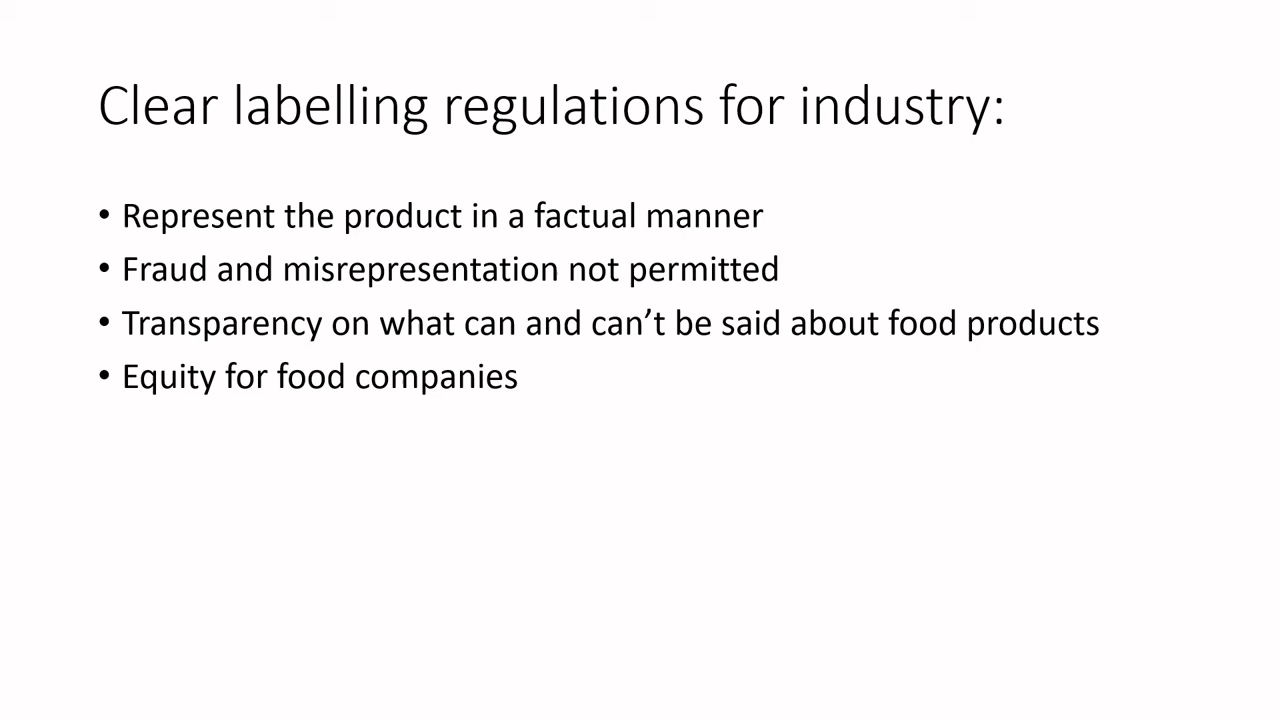 Clear labelling regulations for industry:
• Represent the product in a factual manner
• Fraud and misrepresentation not permitted
• Transparency on what can and can’t be said about food products
• Equity for food companies